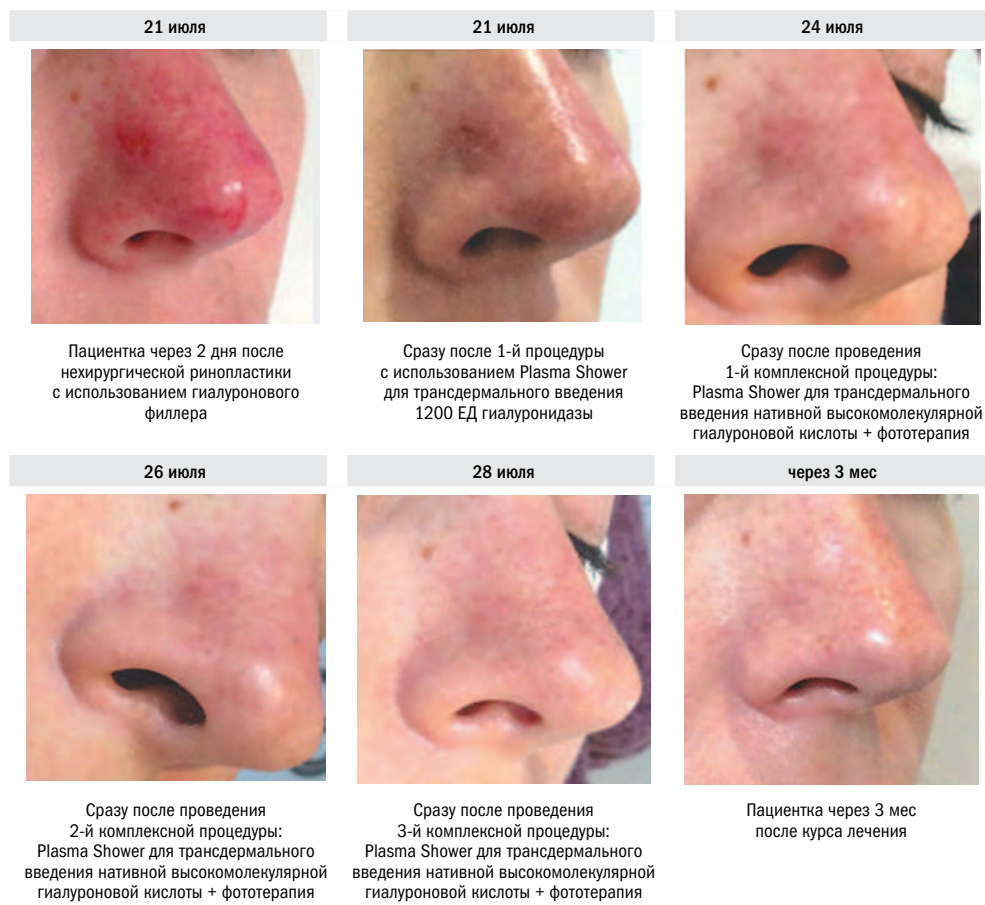 21 июля
21 июля
24 июля
Пациентка через 2 дня после
нехирургической ринопластики
с использованием гиалуронового
филлера
Сразу после 1-й процедуры
с использованием Plasma Shower
для трансдермального введения
1200 ЕД гиалуронидазы
Сразу после проведения
1-й комплексной процедуры:
Plasma Shower для трансдермального
введения нативной высокомолекулярной
гиалуроновой кислоты + фототерапия
26 июля
28 июля
через 3 мес
Сразу после проведения
2-й комплексной процедуры:
Plasma Shower для трансдермального
введения нативной высокомолекулярной
гиалуроновой кислоты + фототерапия
Сразу после проведения
3-й комплексной процедуры:
Plasma Shower для трансдермального
введения нативной высокомолекулярной
гиалуроновой кислоты + фототерапия
Пациентка через 3 мес
после курса лечения